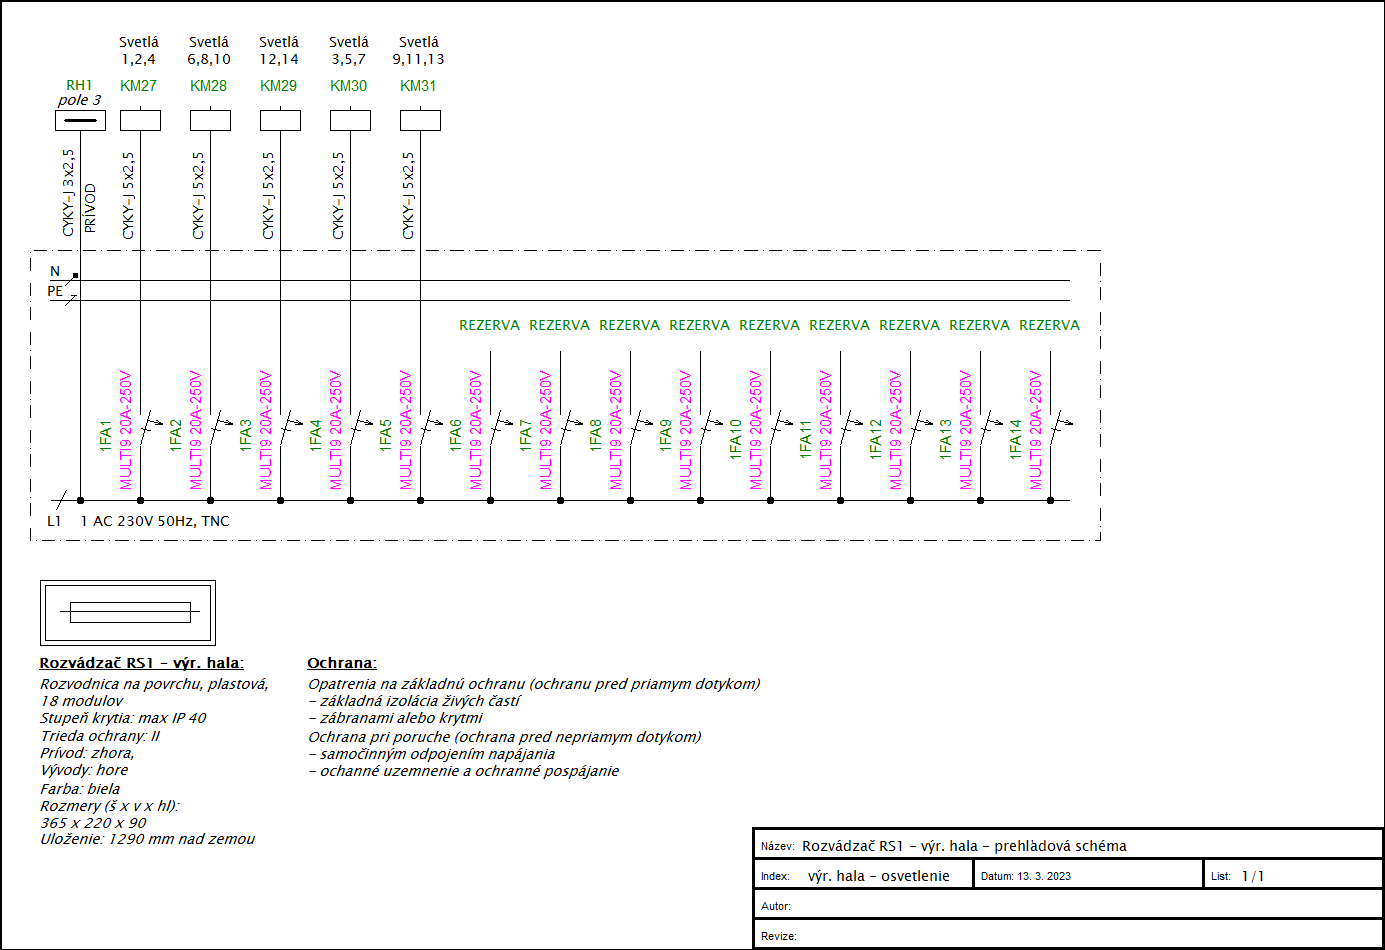 Svetlá Svetlá Svetlá Svetlá Svetlá
1,2,4 6,8,10 12,14 3,5,7 9,11,13
RH1 KM27 KM28 KM29 KM30 KM31
pole 3
CYKY-J 3x2,5 PRÍVOD CYKY-J 5x2,5 CYKY-J 5x2,5 CYKY-J 5x2,5 CYKY-J 5x2,5 CYKY-J 5x2,5
N
PE
REZERVA REZERVA REZERVA REZERVA REZERVA REZERVA REZERVA REZERVA REZERVA
1FA1 MULTI9 20A-250V 1FA2 MULTI9 20A-250V 1FA3 MULTI9 20A-250V 1FA4 MULTI9 20A-250V 1FA5 MULTI9 20A-250V 1FA6 MULTI9 20A-250V 1FA7 MULTI9 20A-250V 1FA8 MULTI9 20A-250V 1FA9 MULTI9 20A-250V 1FA10 MULTI9 20A-250V 1FA11 MULTI9 20A-250V 1FA12 MULTI9 20A-250V 1FA13 MULTI9 20A-250V 1FA14 MULTI9 20A-250V
L1 1 AC 230V 50Hz, TNC
Rozvádzač RS1 - výr. hala:
Rozvodnica na povrchu, plastová,
18 modulov
Stupeň krytia: max IP 40
Trieda ochrany: II
Prívod: zhora,
Vývody: hore
Farba: biela
Rozmery (š x v x hl):
365 x 220 x 90
Uloženie: 1290 mm nad zemou
Ochrana:
Opatrenia na základnú ochranu (ochranu pred priamym dotykom)
- základná izolácia živých častí
- zábranami alebo krytmi
Ochrana pri poruche (ochrana pred nepriamym dotykom)
- samočinným odpojením napájania
- ochanné uzemnenie a ochranné pospájanie
Název: Rozvádzač RS1 - výr. hala - prehľadová schéma
Index: výr. hala - osvetlenie Datum: 13. 3. 2023 List: 1/1
Autor:
Revize: